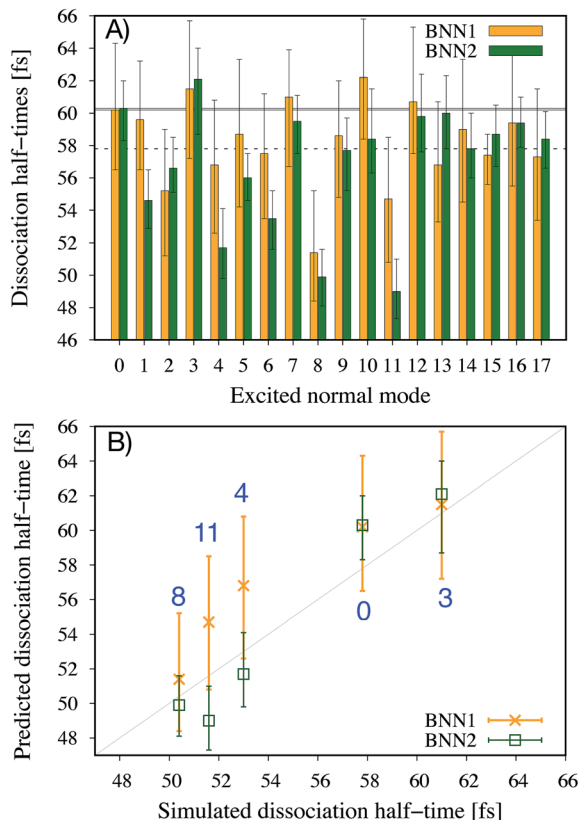 A)
BNN1
BNN2
Dissociation half-times [fs]
66
64
62
60
58
56
54
52
50
48
46
0 1 2 3 4 5 6 7 8 9 10 11 12 13 14 15 16 17
Excited normal mode
B)
Predicted dissociation half-time [fs]
66
64
62
60
58
56
54
52
50
48
8
11
4
0
3
BNN1
BNN2
48 50 52 54 56 58 60 62 64 66
Simulated dissociation half-time [fs]